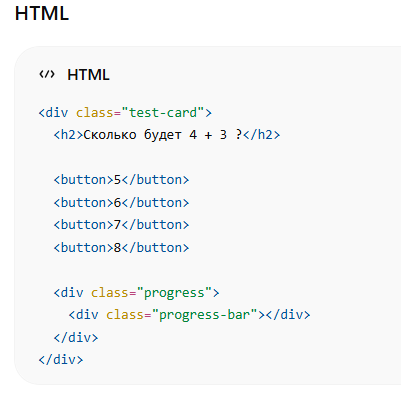 HTML
HTML
<div class="test-card">
<h2>Сколько будет 4 + 3 ?</h2>
<button>5</button>
<button>6</button>
<button>7</button>
<button>8</button>
<div class="progress">
<div class="progress-bar"></div>
</div>
</div>